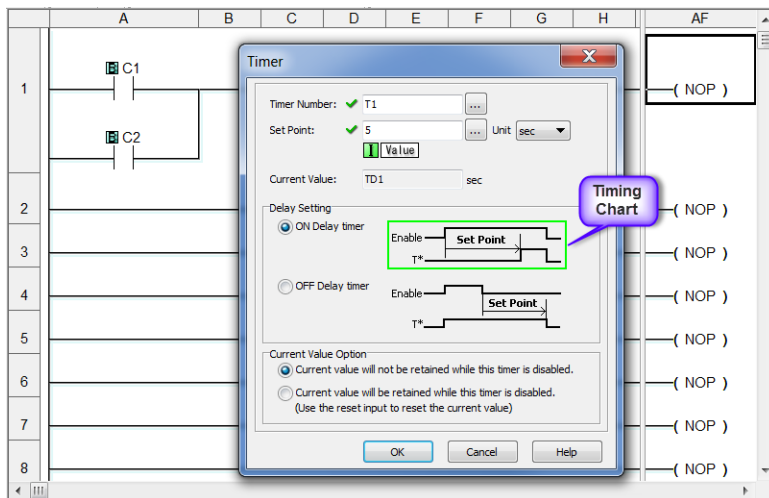 A B C D E F G H AF
Timer
1
C1
( NOP )
C2
Timer Number: T1 ...
Set Point: 5 ... Unit sec
I Value
Current Value: TD1 sec
Timing
Chart
2
( NOP )
Delay Setting
ON Delay timer
Enable
Set Point
T*
3
( NOP )
OFF Delay timer
Enable
Set Point
T*
4
( NOP )
5
( NOP )
Current Value Option
Current value will not be retained while this timer is disabled.
6
( NOP )
Current value will be retained while this timer is disabled.
(Use the reset input to reset the current value)
7
( NOP )
OK Cancel Help
8
( NOP )